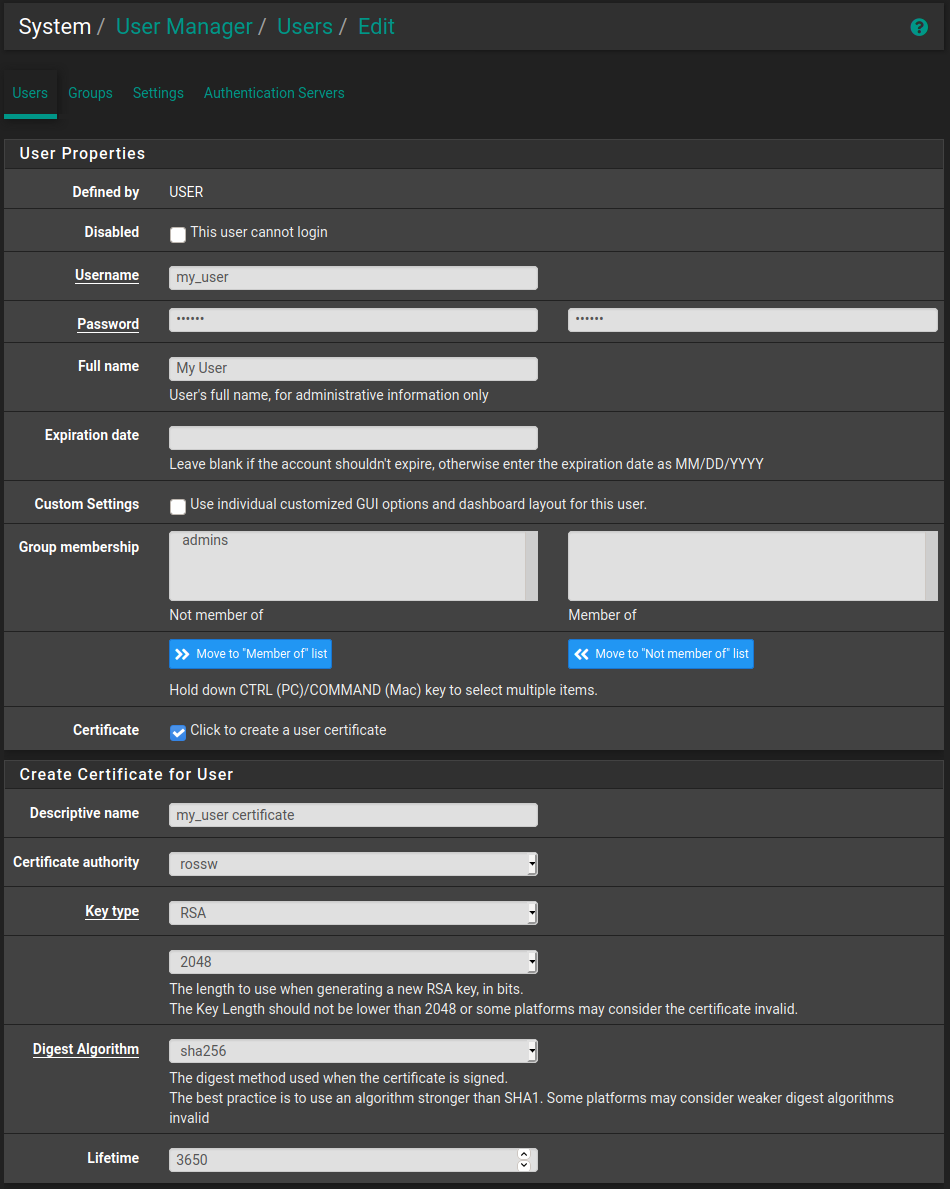 System / User Manager / Users / Edit
Users Groups Settings Authentication Servers
User Properties
Defined by USER
Disabled This user cannot login
Username my_user
Password •••••• ••••••
Full name My User
User's full name, for administrative information only
Expiration date
Leave blank if the account shouldn't expire, otherwise enter the expiration date as MM/DD/YYYY
Custom Settings Use individual customized GUI options and dashboard layout for this user.
Group membership admins
Not member of Member of
Move to "Member of" list Move to "Not member of" list
Hold down CTRL (PC)/COMMAND (Mac) key to select multiple items.
Certificate Click to create a user certificate
Create Certificate for User
Descriptive name my_user certificate
Certificate authority rossw
Key type RSA
2048
The length to use when generating a new RSA key, in bits.
The Key Length should not be lower than 2048 or some platforms may consider the certificate invalid.
Digest Algorithm sha256
The digest method used when the certificate is signed.
The best practice is to use an algorithm stronger than SHA1. Some platforms may consider weaker digest algorithms
invalid
Lifetime 3650